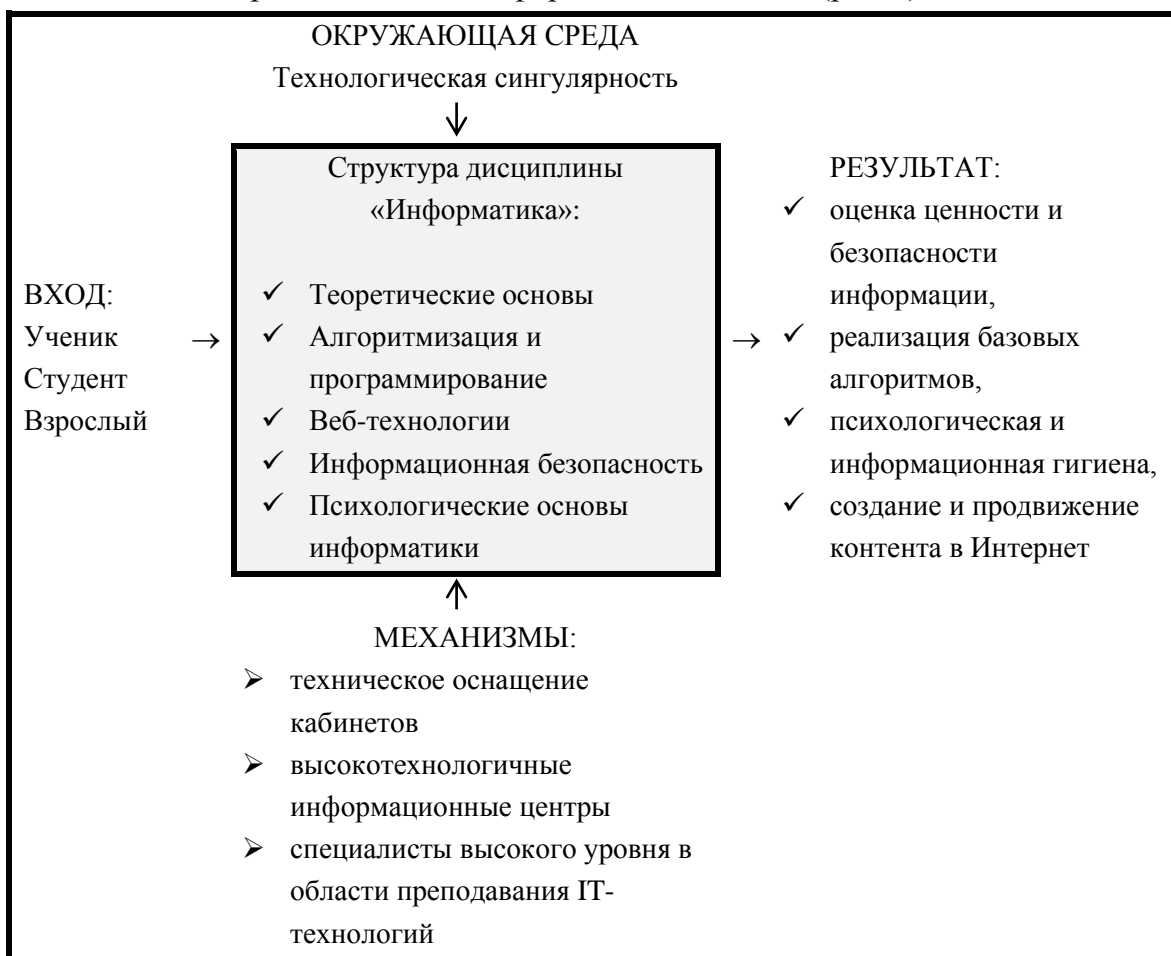 ОКРУЖАЮЩАЯ СРЕДА
Технологическая сингулярность
↓
ВХОД:
Ученик
Студент
Взрослый
→
Структура дисциплины
«Информатика»:
✓ Теоретические основы
✓ Алгоритмизация и
программирование
✓ Веб-технологии
✓ Информационная безопасность
✓ Психологические основы
информатики
→
РЕЗУЛЬТАТ:
✓ оценка ценности и
безопасности
информации,
✓ реализация базовых
алгоритмов,
✓ психологическая и
информационная гигиена,
✓ создание и продвижение
контента в Интернет
↑
МЕХАНИЗМЫ:
➢ техническое оснащение
кабинетов
➢ высокотехнологичные
информационные центры
➢ специалисты высокого уровня в
области преподавания IT-
технологий